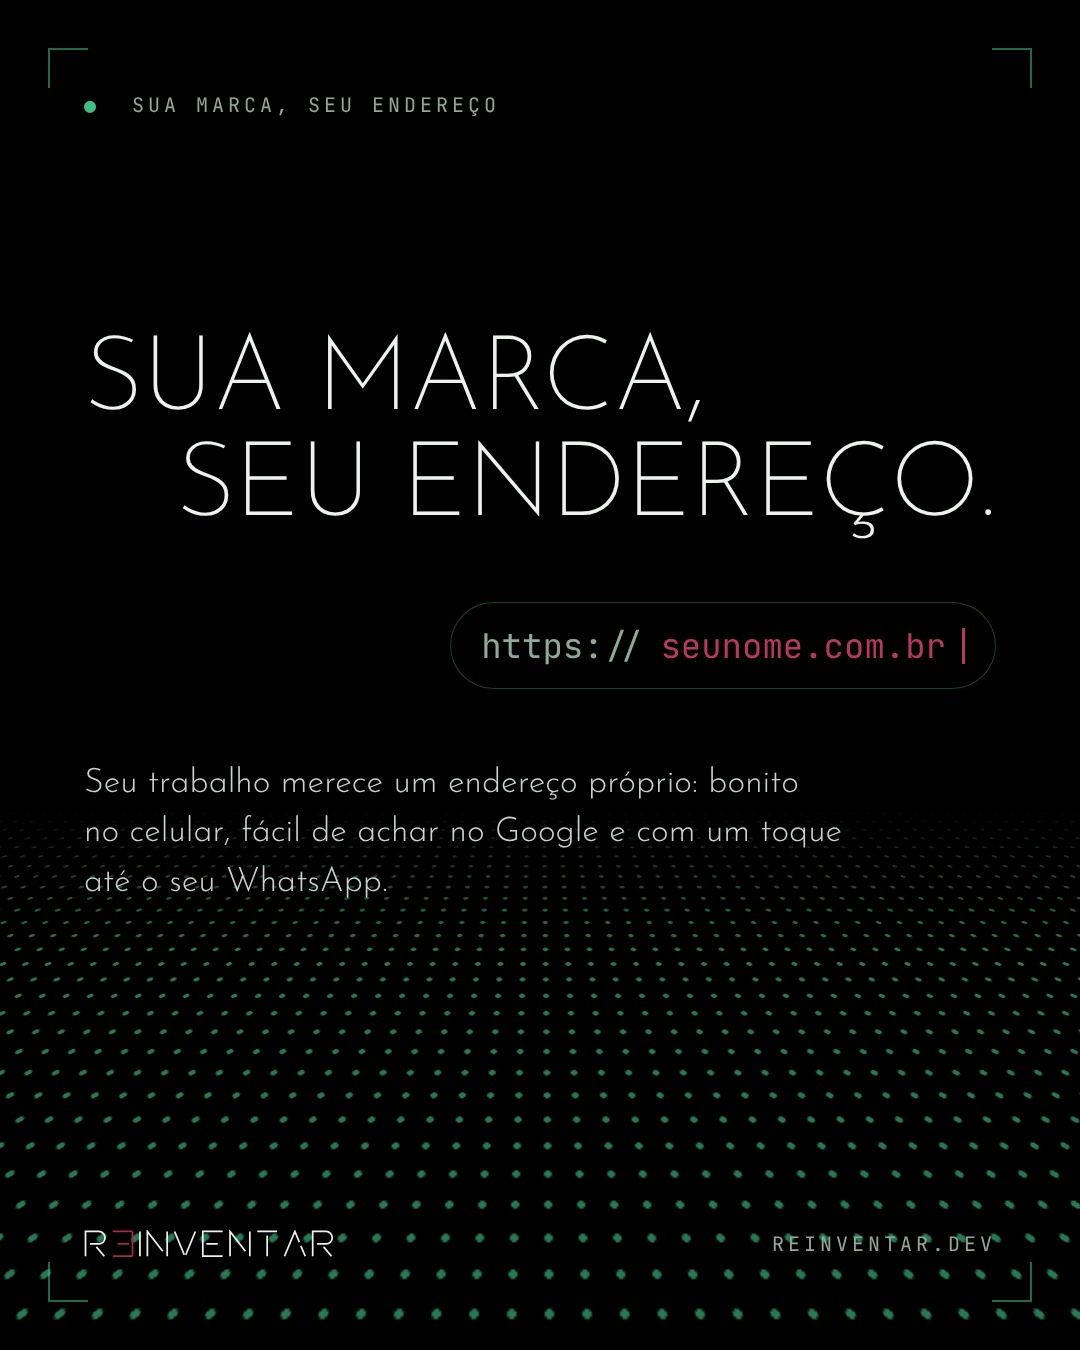 SUA MARCA, SEU ENDEREÇO
SUA MARCA,
SEU ENDEREÇO.
https:// seunome.com.br
Seu trabalho merece um endereço próprio: bonito
no celular, fácil de achar no Google e com um toque
até o seu WhatsApp.
REINVENTAR
REINVENTAR.DEV